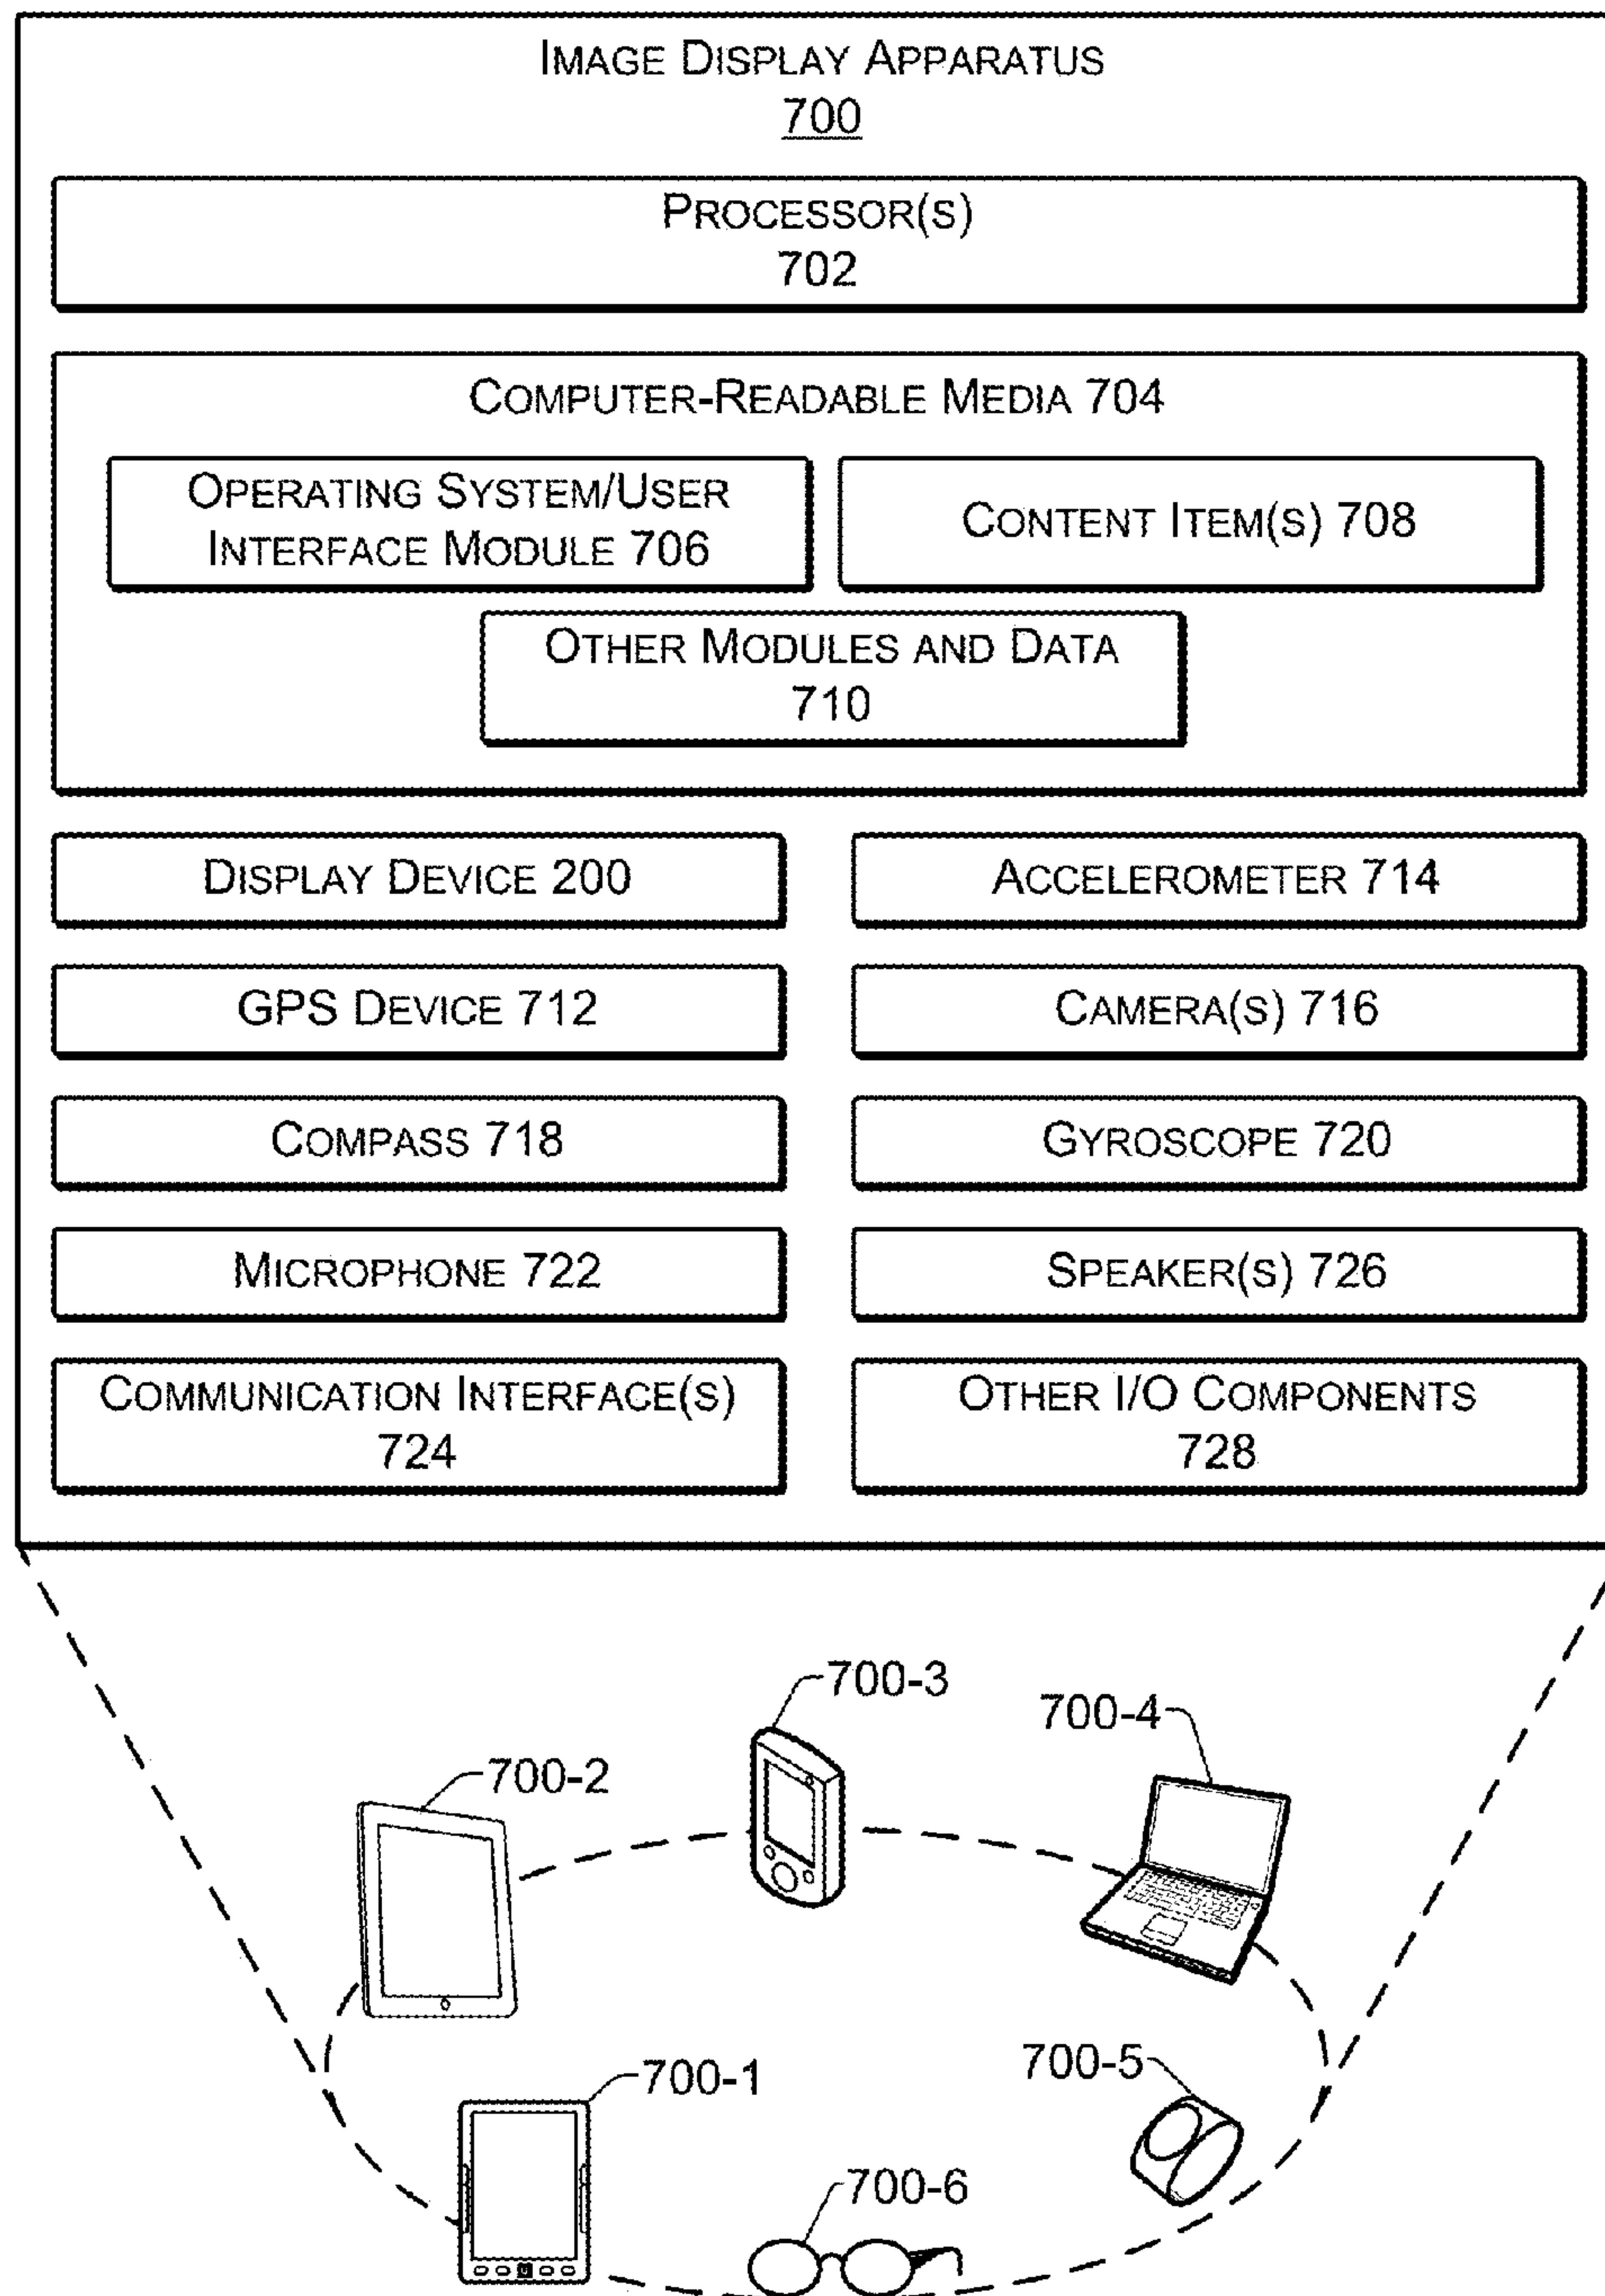 IMAGE DISPLAY APPARATUS
700
PROCESSOR(S)
702
COMPUTER-READABLE MEDIA 704
OPERATING SYSTEM/USER
INTERFACE MODULE 706
CONTENT ITEM(S) 708
OTHER MODULES AND DATA
710
DISPLAY DEVICE 200
ACCELEROMETER 714
GPS DEVICE 712
CAMERA(S) 716
COMPASS 718
GYROSCOPE 720
MICROPHONE 722
SPEAKER(S) 726
COMMUNICATION INTERFACE(S)
724
OTHER I/O COMPONENTS
728
700-3
700-4
700-2
700-5
700-1
700-6